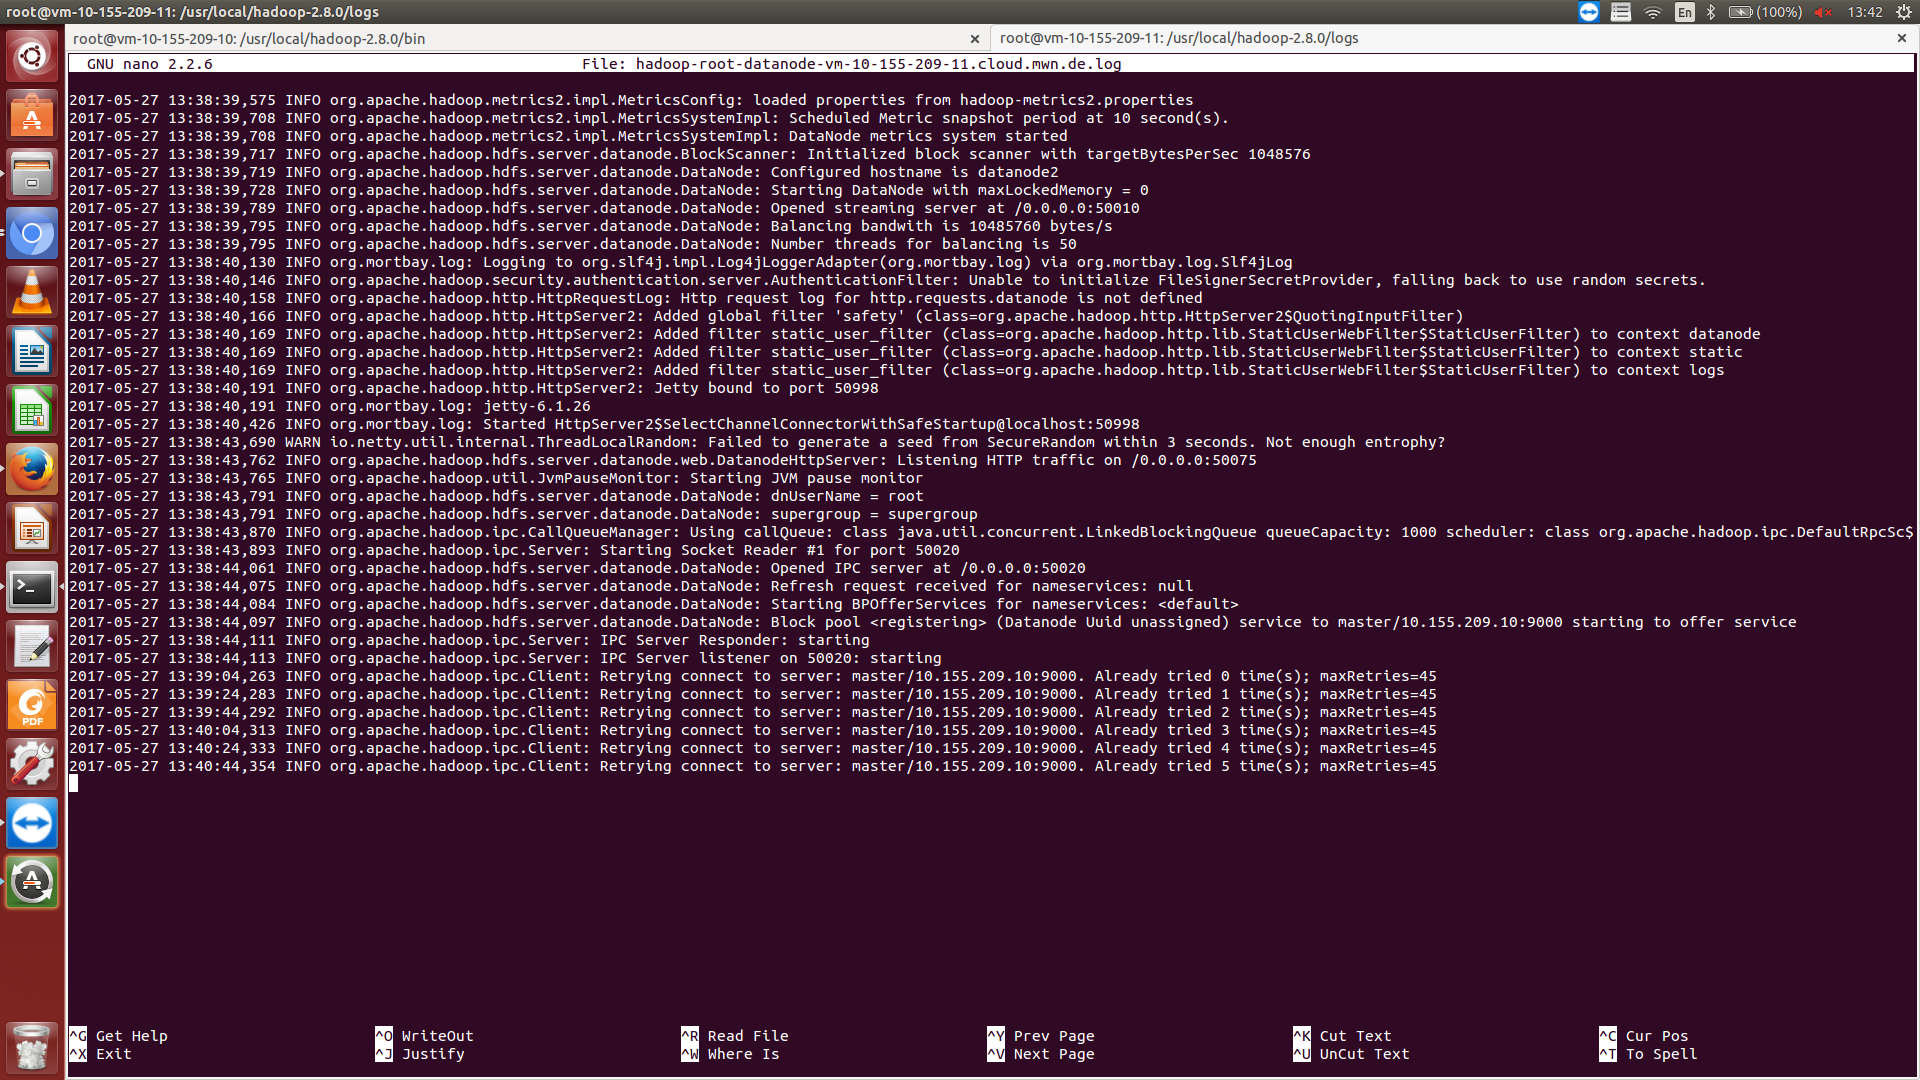 root@vm-10-155-209-11: /usr/local/hadoop-2.8.0/logs
En
(100%)
13:42
root@vm-10-155-209-10: /usr/local/hadoop-2.8.0/bin
root@vm-10-155-209-11: /usr/local/hadoop-2.8.0/logs
GNU nano 2.2.6 File: hadoop-root-datanode-vm-10-155-209-11.cloud.mwn.de.log
2017-05-27 13:38:39,575 INFO org.apache.hadoop.metrics2.impl.MetricsConfig: loaded properties from hadoop-metrics2.properties
2017-05-27 13:38:39,708 INFO org.apache.hadoop.metrics2.impl.MetricsSystemImpl: Scheduled Metric snapshot period at 10 second(s).
2017-05-27 13:38:39,708 INFO org.apache.hadoop.metrics2.impl.MetricsSystemImpl: DataNode metrics system started
2017-05-27 13:38:39,717 INFO org.apache.hadoop.hdfs.server.datanode.BlockScanner: Initialized block scanner with targetBytesPerSec 1048576
2017-05-27 13:38:39,719 INFO org.apache.hadoop.hdfs.server.datanode.DataNode: Configured hostname is datanode2
2017-05-27 13:38:39,728 INFO org.apache.hadoop.hdfs.server.datanode.DataNode: Starting DataNode with maxLockedMemory = 0
2017-05-27 13:38:39,789 INFO org.apache.hadoop.hdfs.server.datanode.DataNode: Opened streaming server at /0.0.0.0:50010
2017-05-27 13:38:39,795 INFO org.apache.hadoop.hdfs.server.datanode.DataNode: Balancing bandwith is 10485760 bytes/s
2017-05-27 13:38:39,795 INFO org.apache.hadoop.hdfs.server.datanode.DataNode: Number threads for balancing is 50
2017-05-27 13:38:40,130 INFO org.mortbay.log: Logging to org.slf4j.impl.Log4jLoggerAdapter(org.mortbay.log) via org.mortbay.log.Slf4jLog
2017-05-27 13:38:40,146 INFO org.apache.hadoop.security.authentication.server.AuthenticationFilter: Unable to initialize FileSignerSecretProvider, falling back to use random secrets.
2017-05-27 13:38:40,158 INFO org.apache.hadoop.http.HttpRequestLog: Http request log for http.requests.datanode is not defined
2017-05-27 13:38:40,166 INFO org.apache.hadoop.http.HttpServer2: Added global filter 'safety' (class=org.apache.hadoop.http.HttpServer2$QuotingInputFilter)
2017-05-27 13:38:40,169 INFO org.apache.hadoop.http.HttpServer2: Added filter static_user_filter (class=org.apache.hadoop.http.lib.StaticUserWebFilter$StaticUserFilter) to context datanode
2017-05-27 13:38:40,169 INFO org.apache.hadoop.http.HttpServer2: Added filter static_user_filter (class=org.apache.hadoop.http.lib.StaticUserWebFilter$StaticUserFilter) to context static
2017-05-27 13:38:40,169 INFO org.apache.hadoop.http.HttpServer2: Added filter static_user_filter (class=org.apache.hadoop.http.lib.StaticUserWebFilter$StaticUserFilter) to context logs
2017-05-27 13:38:40,191 INFO org.apache.hadoop.http.HttpServer2: Jetty bound to port 50998
2017-05-27 13:38:40,191 INFO org.mortbay.log: jetty-6.1.26
2017-05-27 13:38:40,426 INFO org.mortbay.log: Started HttpServer2$SelectChannelConnectorWithSafeStartup@localhost:50998
2017-05-27 13:38:43,690 WARN io.netty.util.internal.ThreadLocalRandom: Failed to generate a seed from SecureRandom within 3 seconds. Not enough entrophy?
2017-05-27 13:38:43,762 INFO org.apache.hadoop.hdfs.server.datanode.web.DatanodeHttpServer: Listening HTTP traffic on /0.0.0.0:50075
2017-05-27 13:38:43,765 INFO org.apache.hadoop.util.JvmPauseMonitor: Starting JVM pause monitor
2017-05-27 13:38:43,791 INFO org.apache.hadoop.hdfs.server.datanode.DataNode: dnUserName = root
2017-05-27 13:38:43,791 INFO org.apache.hadoop.hdfs.server.datanode.DataNode: supergroup = supergroup
2017-05-27 13:38:43,870 INFO org.apache.hadoop.ipc.CallQueueManager: Using callQueue: class java.util.concurrent.LinkedBlockingQueue queueCapacity: 1000 scheduler: class org.apache.hadoop.ipc.DefaultRpcSc$
2017-05-27 13:38:43,893 INFO org.apache.hadoop.ipc.Server: Starting Socket Reader #1 for port 50020
2017-05-27 13:38:44,061 INFO org.apache.hadoop.hdfs.server.datanode.DataNode: Opened IPC server at /0.0.0.0:50020
2017-05-27 13:38:44,075 INFO org.apache.hadoop.hdfs.server.datanode.DataNode: Refresh request received for nameservices: null
2017-05-27 13:38:44,084 INFO org.apache.hadoop.hdfs.server.datanode.DataNode: Starting BPOfferServices for nameservices: <default>
2017-05-27 13:38:44,097 INFO org.apache.hadoop.hdfs.server.datanode.DataNode: Block pool <registering> (Datanode Uuid unassigned) service to master/10.155.209.10:9000 starting to offer service
2017-05-27 13:38:44,111 INFO org.apache.hadoop.ipc.Server: IPC Server Responder: starting
2017-05-27 13:38:44,113 INFO org.apache.hadoop.ipc.Server: IPC Server listener on 50020: starting
2017-05-27 13:39:04,263 INFO org.apache.hadoop.ipc.Client: Retrying connect to server: master/10.155.209.10:9000. Already tried 0 time(s); maxRetries=45
2017-05-27 13:39:24,283 INFO org.apache.hadoop.ipc.Client: Retrying connect to server: master/10.155.209.10:9000. Already tried 1 time(s); maxRetries=45
2017-05-27 13:39:44,292 INFO org.apache.hadoop.ipc.Client: Retrying connect to server: master/10.155.209.10:9000. Already tried 2 time(s); maxRetries=45
2017-05-27 13:40:04,313 INFO org.apache.hadoop.ipc.Client: Retrying connect to server: master/10.155.209.10:9000. Already tried 3 time(s); maxRetries=45
2017-05-27 13:40:24,333 INFO org.apache.hadoop.ipc.Client: Retrying connect to server: master/10.155.209.10:9000. Already tried 4 time(s); maxRetries=45
2017-05-27 13:40:44,354 INFO org.apache.hadoop.ipc.Client: Retrying connect to server: master/10.155.209.10:9000. Already tried 5 time(s); maxRetries=45
PDF
^G Get Help ^O WriteOut ^R Read File ^Y Prev Page ^K Cut Text ^C Cur Pos
^X Exit ^J Justify ^W Where Is ^V Next Page ^U UnCut Text ^T To Spell